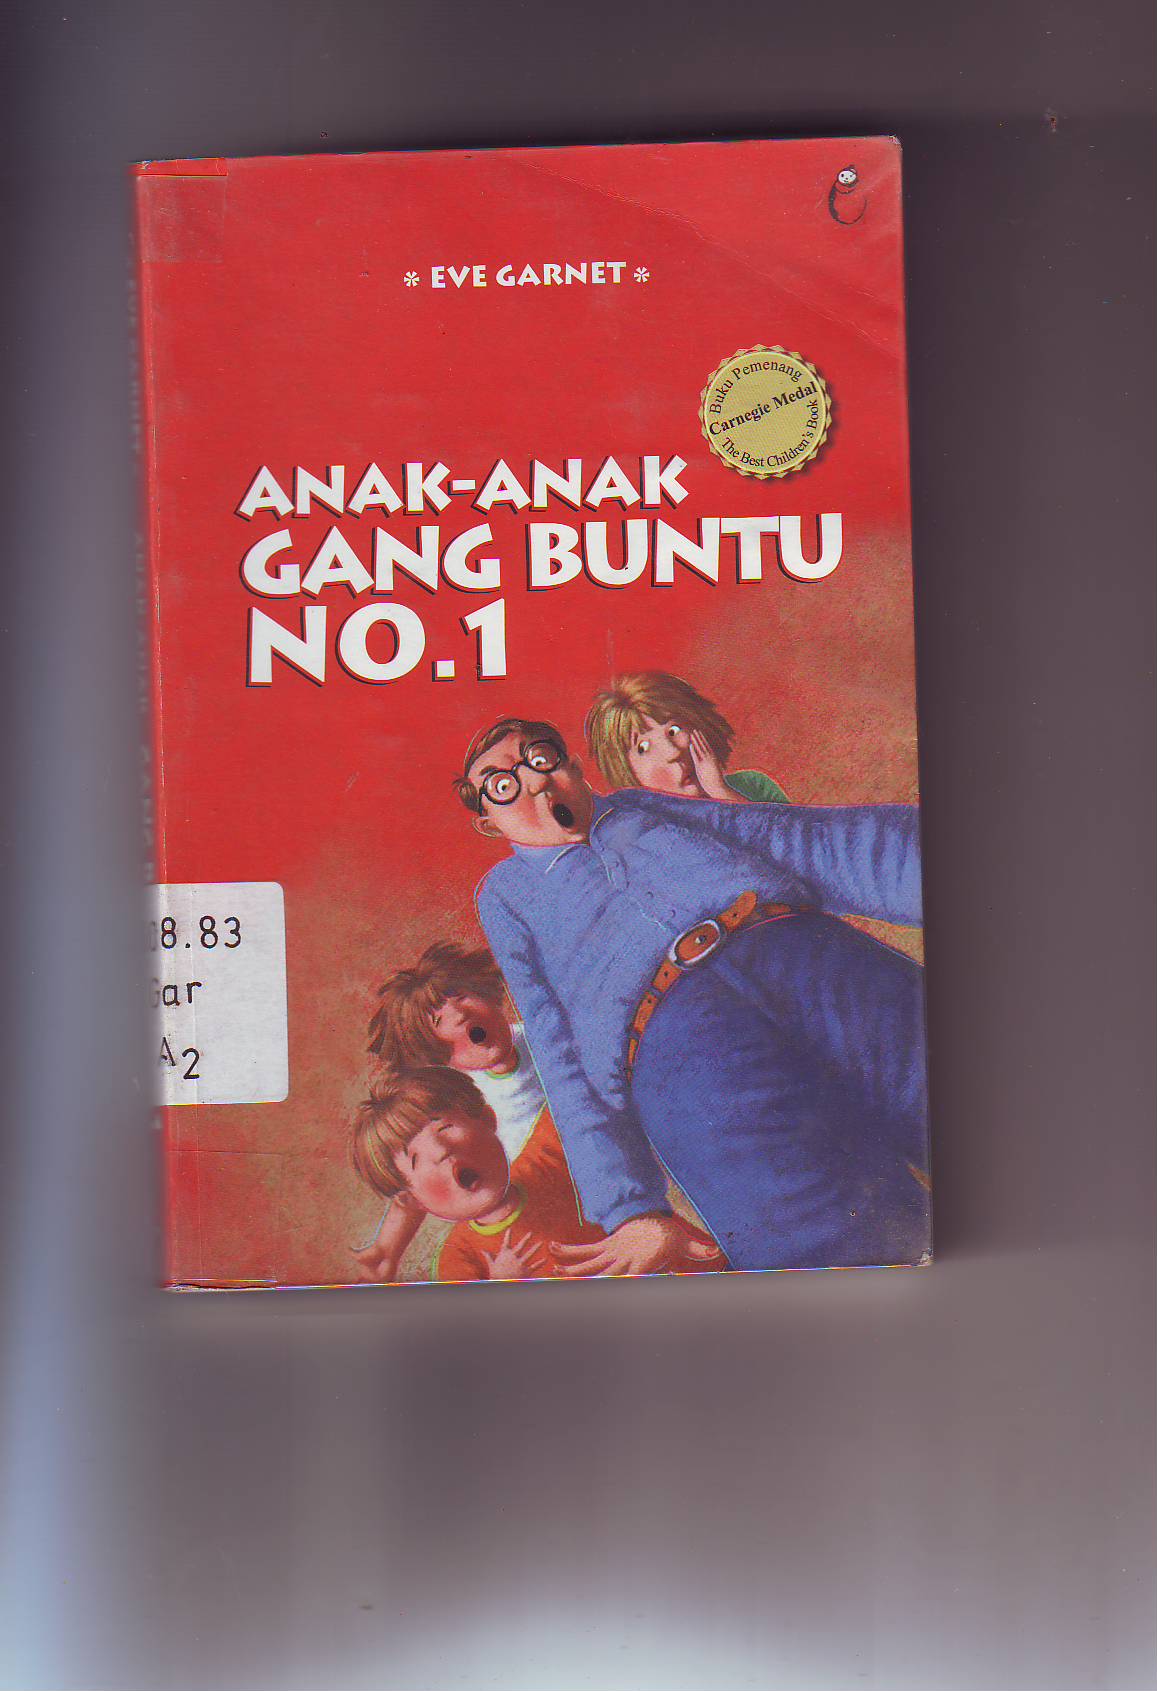 * EVE GARNET *
Buku Pemenang
Carnegie Medal
The Best Children's Book
ANAK-ANAK
GANG BUNTU
NO.1
8.83
Gar
A2